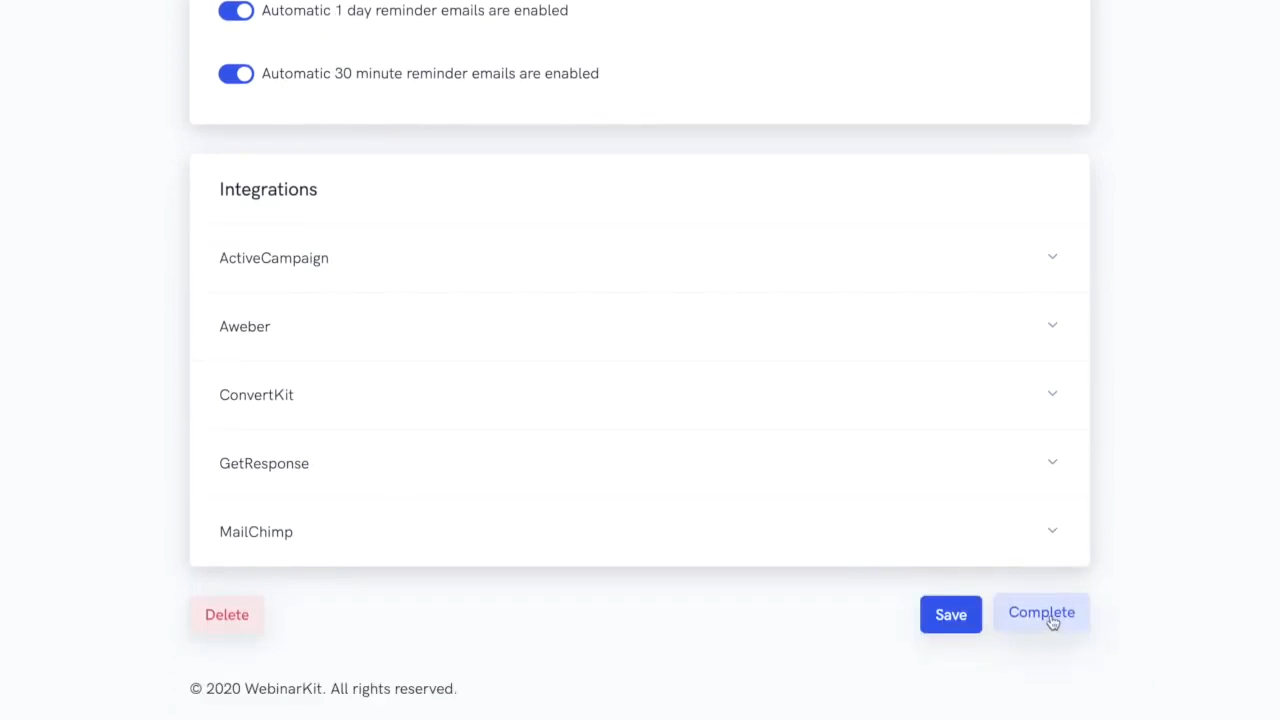 Automatic 1 day reminder emails are enabled
Automatic 30 minute reminder emails are enabled
Integrations
ActiveCampaign
Aweber
ConvertKit
GetResponse
MailChimp
Delete
Save
Complete
© 2020 WebinarKit. All rights reserved.